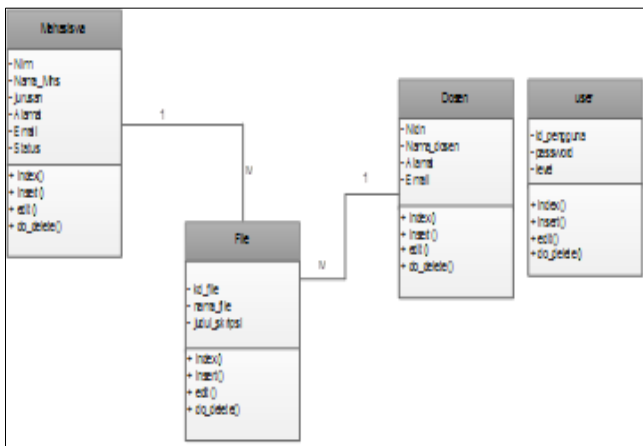 Mahasiswa
- Nim
- Nama_Mhs
- Jurusan
- Alamat
- Email
- Status
+ Index()
+ Insert()
+ edit()
+ do_delete()
1
M
File
- kd_file
- nama_file
- judul_skripsi
+ Index()
+ Insert()
+ edit()
+ do_delete()
M
1
Dosen
- Nidn
- Nama_dosen
- Alamat
- Email
+ Index()
+ Insert()
+ edit()
+ do_delete()
user
- id_pengguna
- password
- level
+ Index()
+ Insert()
+ edit()
+ do_delete()